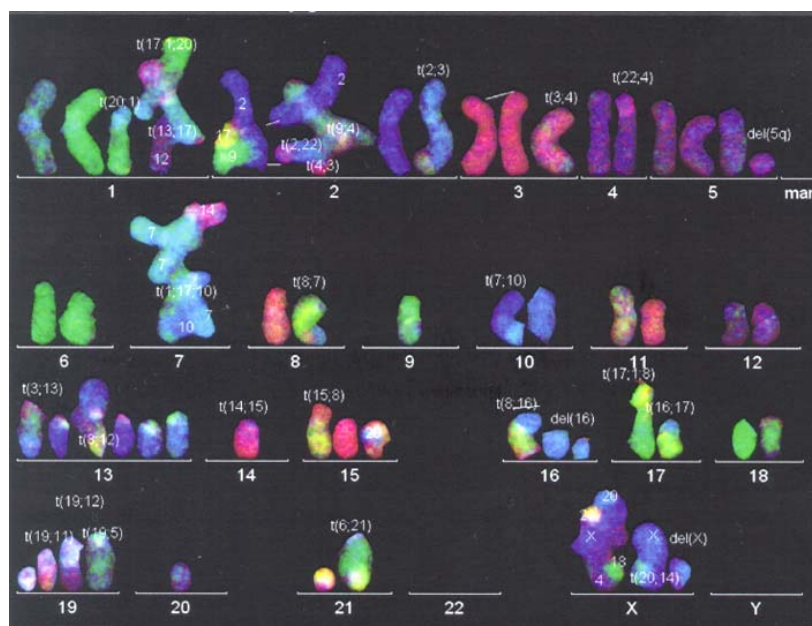 t(17;1;20)
t(20;1)
t(13;17)
12
2
17
9
2
t(9;4)
t(2;22)
t(4;3)
t(2;3)
t(3;4)
t(22;4)
del(5q)
1 2 3 4 5 mar
14
7
7
7
t(1;17;10)
10
7
t(8;7)
t(7;10)
6 7 8 9 10 11 12
t(3;13)
t(8;12)
t(14;15)
t(15;8)
t(8;16)
del(16)
t(17;1;8)
t(16;17)
13 14 15 16 17 18
t(19;12)
t(19;11)
t(19;5)
t(6;21)
20
X
18
4
X
del(X)
t(20;14)
19 20 21 22 X Y